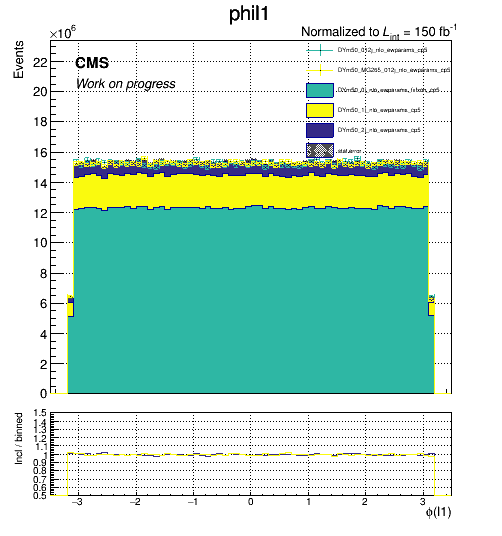 phil1
Normalized to Lint = 150 fb-1
×10^6
Events
CMS
Work on progress
DYm50_012j_nlo_ewparams_cp5
DYm50_MG265_012j_nlo_ewparams_cp5
DYm50_1j_nlo_ewparams_cp5
DYm50_2j_nlo_ewparams_cp5
stat.error
22
20
18
16
14
12
10
8
6
4
2
0
Incl / binned
1.5
1.4
1.3
1.2
1.1
1
0.9
0.8
0.7
0.6
0.5
−3 −2 −1 0 1 2 3
ϕ(l1)